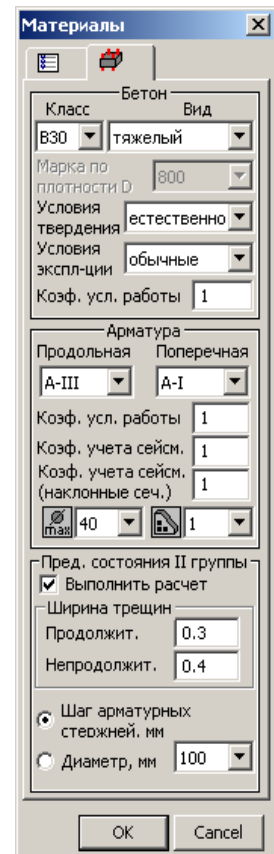 Материалы
Бетон
Класс Вид
B30 тяжелый
Марка по
плотности D 800
Условия
твердения естественно
Условия
экспл-ции обычные
Коэф. усл. работы 1
Арматура
Продольная Поперечная
A-III A-I
Коэф. усл. работы 1
Коэф. учета сейсм. 1
Коэф. учета сейсм.
(наклонные сеч.) 1
Ø max 40 1
Пред. состояния II группы
Выполнить расчет
Ширина трещин
Продолжит. 0.3
Непродолжит. 0.4
Шаг арматурных
стержней, мм
Диаметр, мм 100
OK Cancel